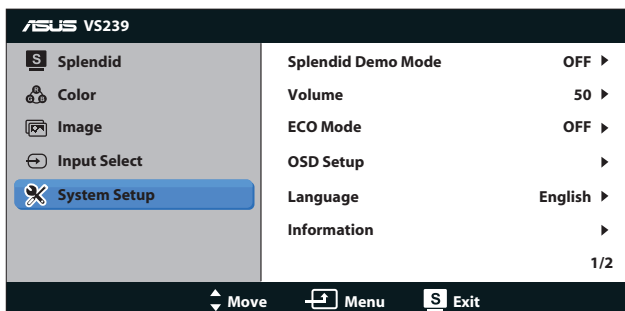 ASUS VS239
S Splendid
Color
Image
Input Select
System Setup
Splendid Demo Mode OFF
Volume 50
ECO Mode OFF
OSD Setup
Language English
Information
1/2
Move Menu S Exit